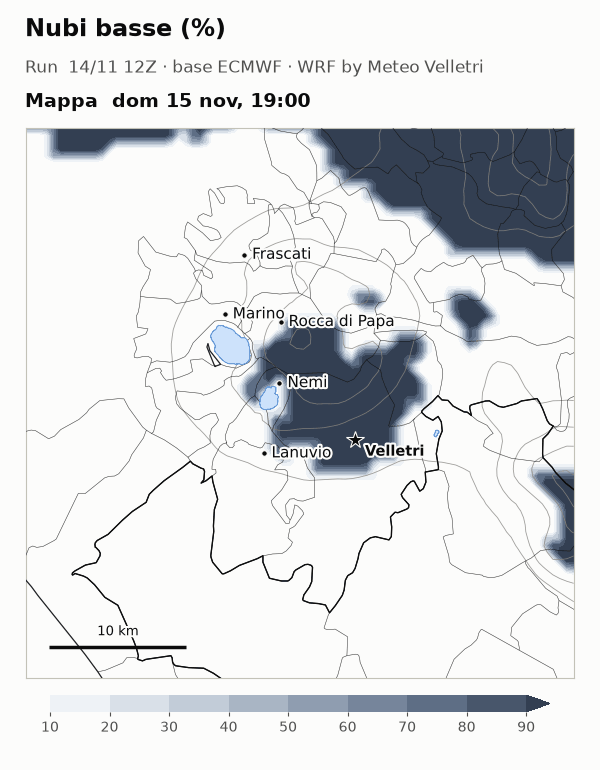 Nubi basse (%)
Run  14/11 12Z · base ECMWF · WRF by Meteo Velletri
Mappa  dom 15 nov, 19:00
Frascati
Marino
Rocca di Papa
Nemi
Velletri
Lanuvio
10 km
10 20 30 40 50 60 70 80 90